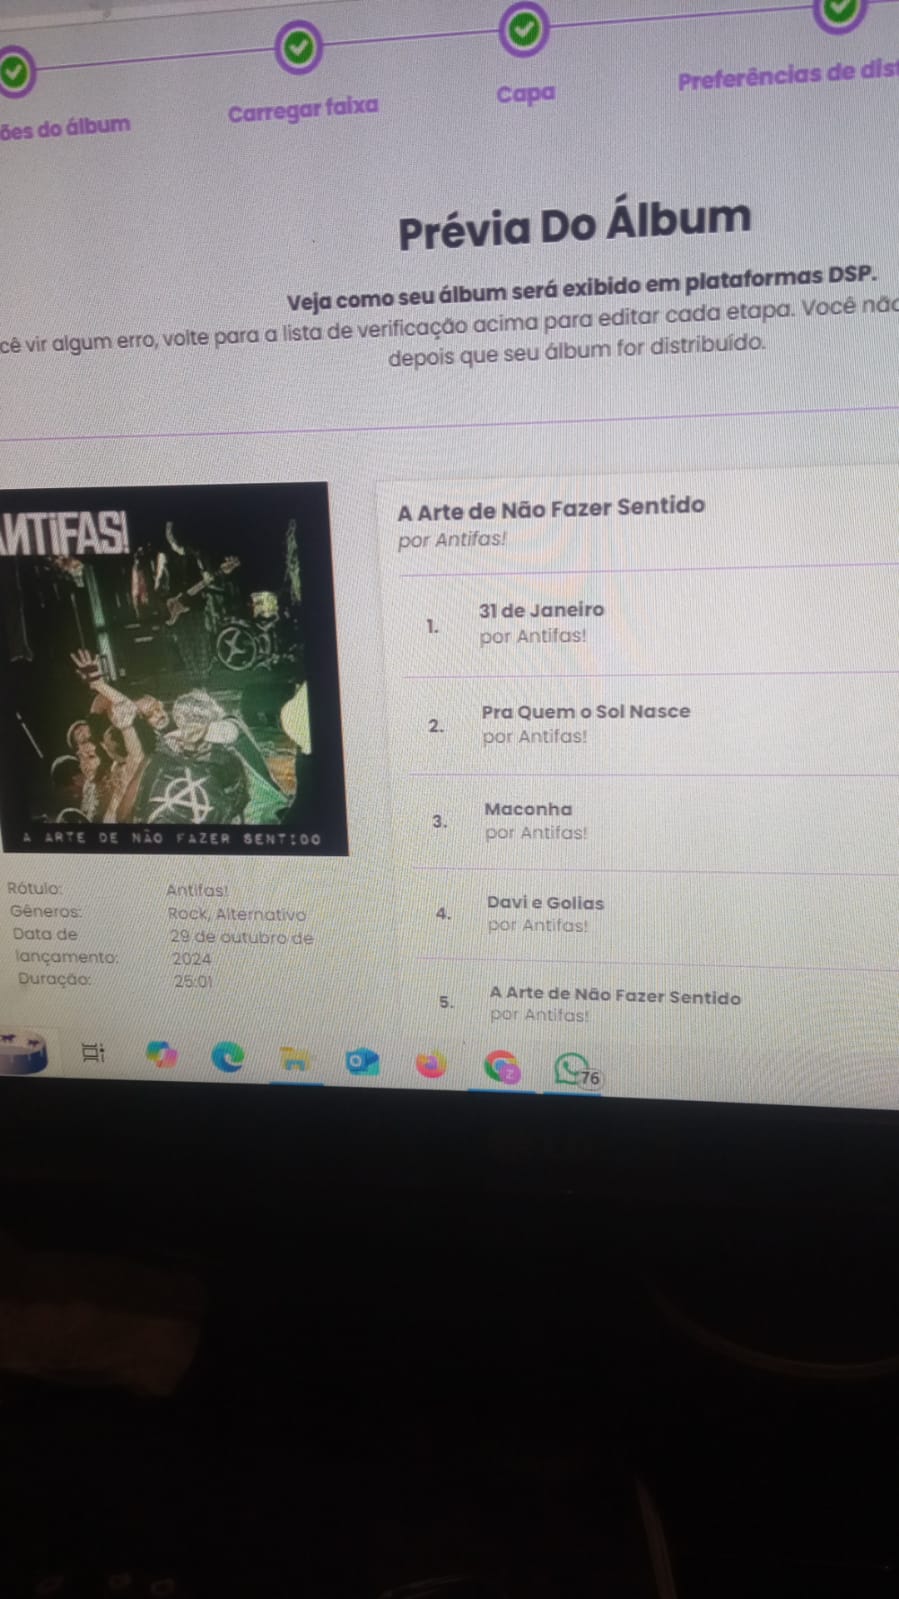 ões do álbum
Carregar faixa
Capa
Preferências de dist
Prévia Do Álbum
Veja como seu álbum será exibido em plataformas DSP.
cê vir algum erro, volte para a lista de verificação acima para editar cada etapa. Você não
depois que seu álbum for distribuído.
ANTiFAS!
A ARTE DE NÃO FAZER SENTIDO
Rótulo: Antifas!
Gêneros: Rock, Alternativo
Data de lançamento: 29 de outubro de 2024
Duração: 25:01
A Arte de Não Fazer Sentido
por Antifas!
1. 31 de Janeiro
por Antifas!
2. Pra Quem o Sol Nasce
por Antifas!
3. Maconha
por Antifas!
4. Davi e Golias
por Antifas!
5. A Arte de Não Fazer Sentido
por Antifas!
76